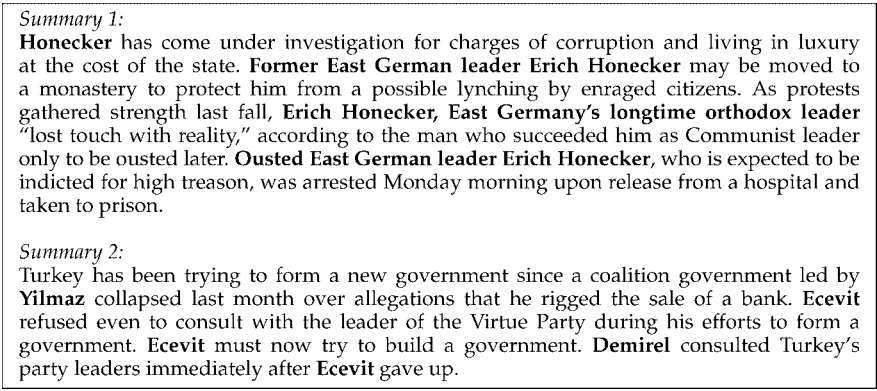 Summary 1:
Honecker has come under investigation for charges of corruption and living in luxury
at the cost of the state. Former East German leader Erich Honecker may be moved to
a monastery to protect him from a possible lynching by enraged citizens. As protests
gathered strength last fall, Erich Honecker, East Germany's longtime orthodox leader
"lost touch with reality," according to the man who succeeded him as Communist leader
only to be ousted later. Ousted East German leader Erich Honecker, who is expected to be
indicted for high treason, was arrested Monday morning upon release from a hospital and
taken to prison.
Summary 2:
Turkey has been trying to form a new government since a coalition government led by
Yilmaz collapsed last month over allegations that he rigged the sale of a bank. Ecevit
refused even to consult with the leader of the Virtue Party during his efforts to form a
government. Ecevit must now try to build a government. Demirel consulted Turkey's
party leaders immediately after Ecevit gave up.